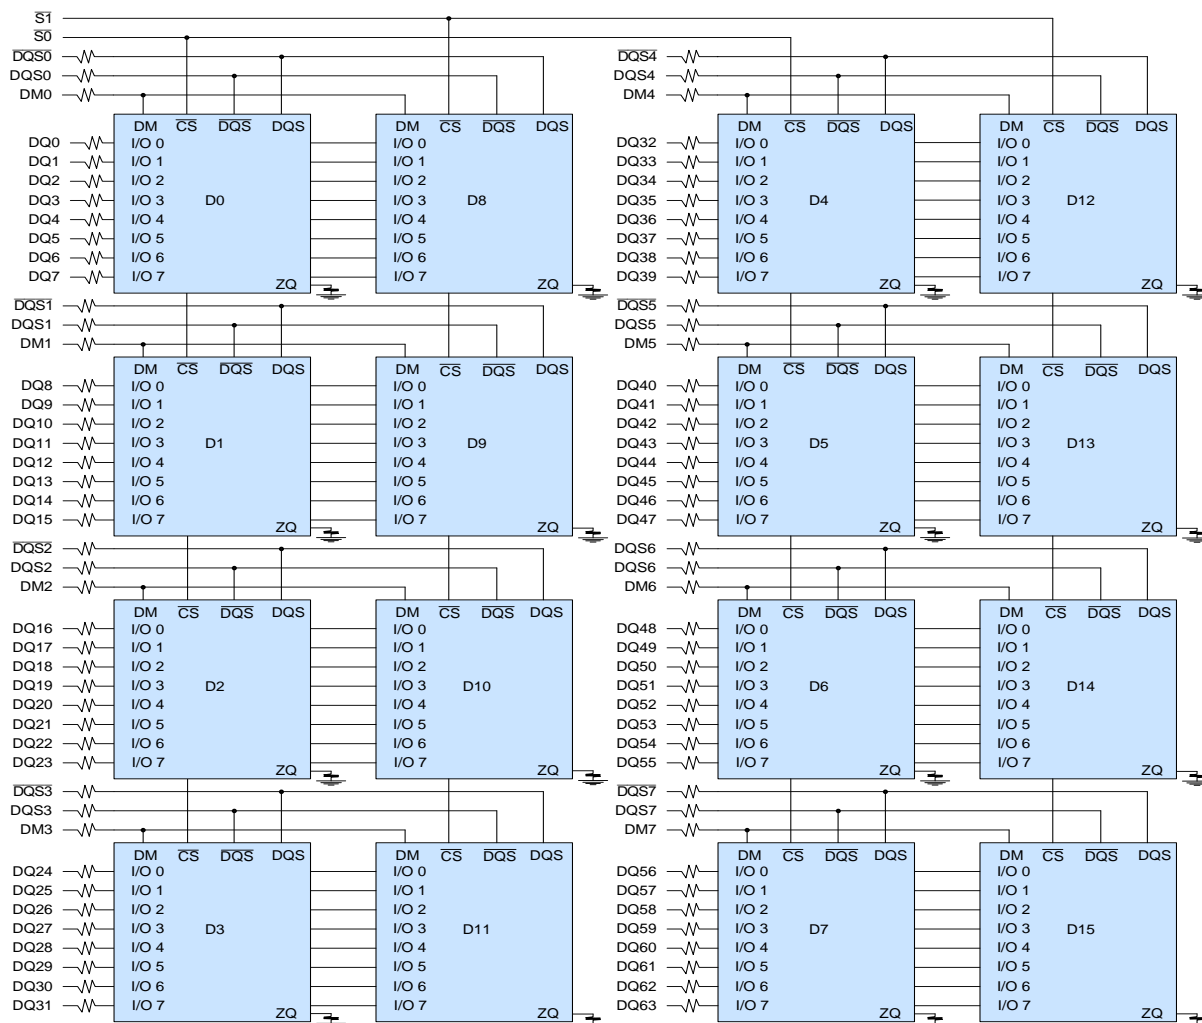 S1
S0
DQS0 DQS4
DQS0 DQS4
DM0 DM4
DM CS DQS DQS DM CS DQS DQS DM CS DQS DQS DM CS DQS DQS
DQ0 I/O 0 I/O 0 DQ32 I/O 0 I/O 0
DQ1 I/O 1 I/O 1 DQ33 I/O 1 I/O 1
DQ2 I/O 2 I/O 2 DQ34 I/O 2 I/O 2
DQ3 I/O 3 D0 I/O 3 D8 DQ35 I/O 3 D4 I/O 3 D12
DQ4 I/O 4 I/O 4 DQ36 I/O 4 I/O 4
DQ5 I/O 5 I/O 5 DQ37 I/O 5 I/O 5
DQ6 I/O 6 I/O 6 DQ38 I/O 6 I/O 6
DQ7 I/O 7 I/O 7 DQ39 I/O 7 I/O 7
ZQ ZQ ZQ ZQ
DQS1 DQS5
DQS1 DQS5
DM1 DM5
DM CS DQS DQS DM CS DQS DQS DM CS DQS DQS DM CS DQS DQS
DQ8 I/O 0 I/O 0 DQ40 I/O 0 I/O 0
DQ9 I/O 1 I/O 1 DQ41 I/O 1 I/O 1
DQ10 I/O 2 I/O 2 DQ42 I/O 2 I/O 2
DQ11 I/O 3 D1 I/O 3 D9 DQ43 I/O 3 D5 I/O 3 D13
DQ12 I/O 4 I/O 4 DQ44 I/O 4 I/O 4
DQ13 I/O 5 I/O 5 DQ45 I/O 5 I/O 5
DQ14 I/O 6 I/O 6 DQ46 I/O 6 I/O 6
DQ15 I/O 7 I/O 7 DQ47 I/O 7 I/O 7
ZQ ZQ ZQ ZQ
DQS2 DQS6
DQS2 DQS6
DM2 DM6
DM CS DQS DQS DM CS DQS DQS DM CS DQS DQS DM CS DQS DQS
DQ16 I/O 0 I/O 0 DQ48 I/O 0 I/O 0
DQ17 I/O 1 I/O 1 DQ49 I/O 1 I/O 1
DQ18 I/O 2 I/O 2 DQ50 I/O 2 I/O 2
DQ19 I/O 3 D2 I/O 3 D10 DQ51 I/O 3 D6 I/O 3 D14
DQ20 I/O 4 I/O 4 DQ52 I/O 4 I/O 4
DQ21 I/O 5 I/O 5 DQ53 I/O 5 I/O 5
DQ22 I/O 6 I/O 6 DQ54 I/O 6 I/O 6
DQ23 I/O 7 I/O 7 DQ55 I/O 7 I/O 7
ZQ ZQ ZQ ZQ
DQS3 DQS7
DQS3 DQS7
DM3 DM7
DM CS DQS DQS DM CS DQS DQS DM CS DQS DQS DM CS DQS DQS
DQ24 I/O 0 I/O 0 DQ56 I/O 0 I/O 0
DQ25 I/O 1 I/O 1 DQ57 I/O 1 I/O 1
DQ26 I/O 2 I/O 2 DQ58 I/O 2 I/O 2
DQ27 I/O 3 D3 I/O 3 D11 DQ59 I/O 3 D7 I/O 3 D15
DQ28 I/O 4 I/O 4 DQ60 I/O 4 I/O 4
DQ29 I/O 5 I/O 5 DQ61 I/O 5 I/O 5
DQ30 I/O 6 I/O 6 DQ62 I/O 6 I/O 6
DQ31 I/O 7 I/O 7 DQ63 I/O 7 I/O 7
ZQ ZQ ZQ ZQ